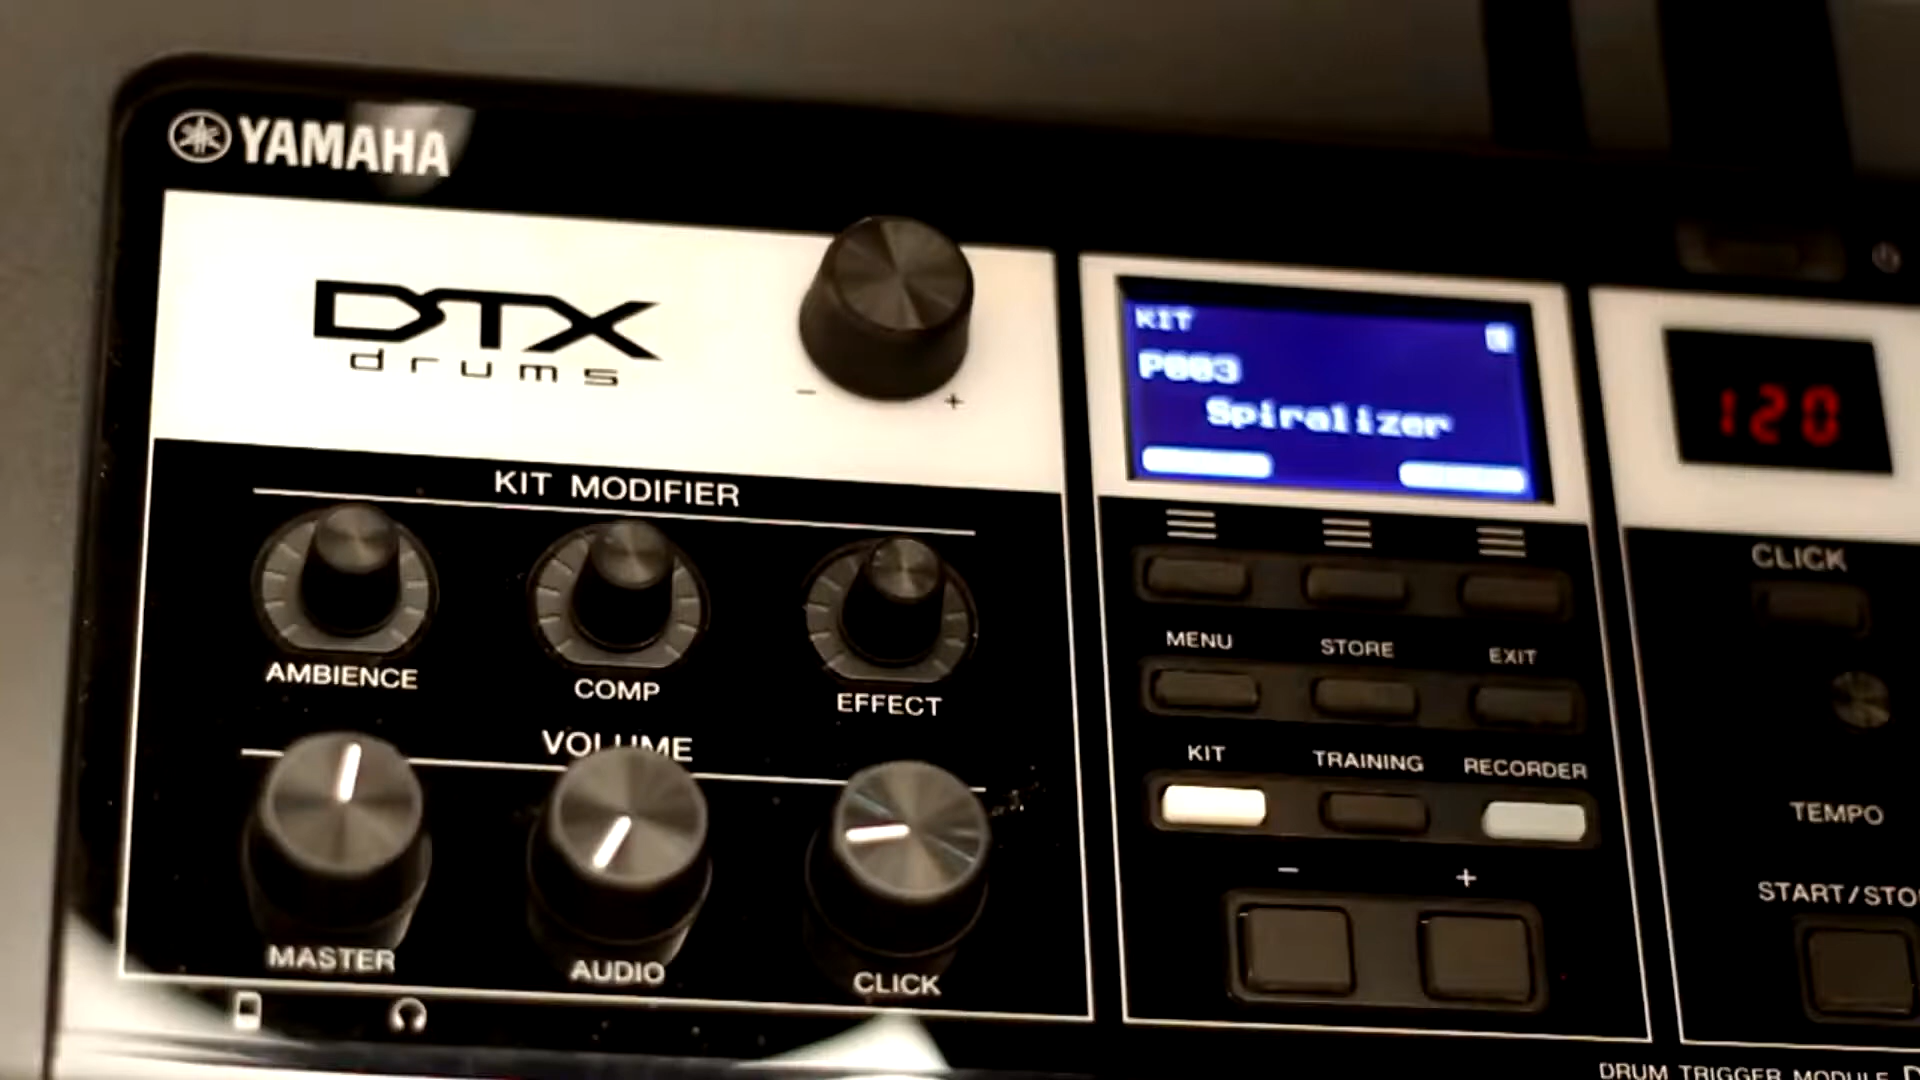 YAMAHA
DTX
drums
- +
KIT MODIFIER
AMBIENCE COMP EFFECT
VOLUME
MASTER AUDIO CLICK
KIT
P003
Spiralizer
MENU STORE EXIT
KIT TRAINING RECORDER
- +
120
CLICK
TEMPO
START/STO
DRUM TRIGGER MODULE D